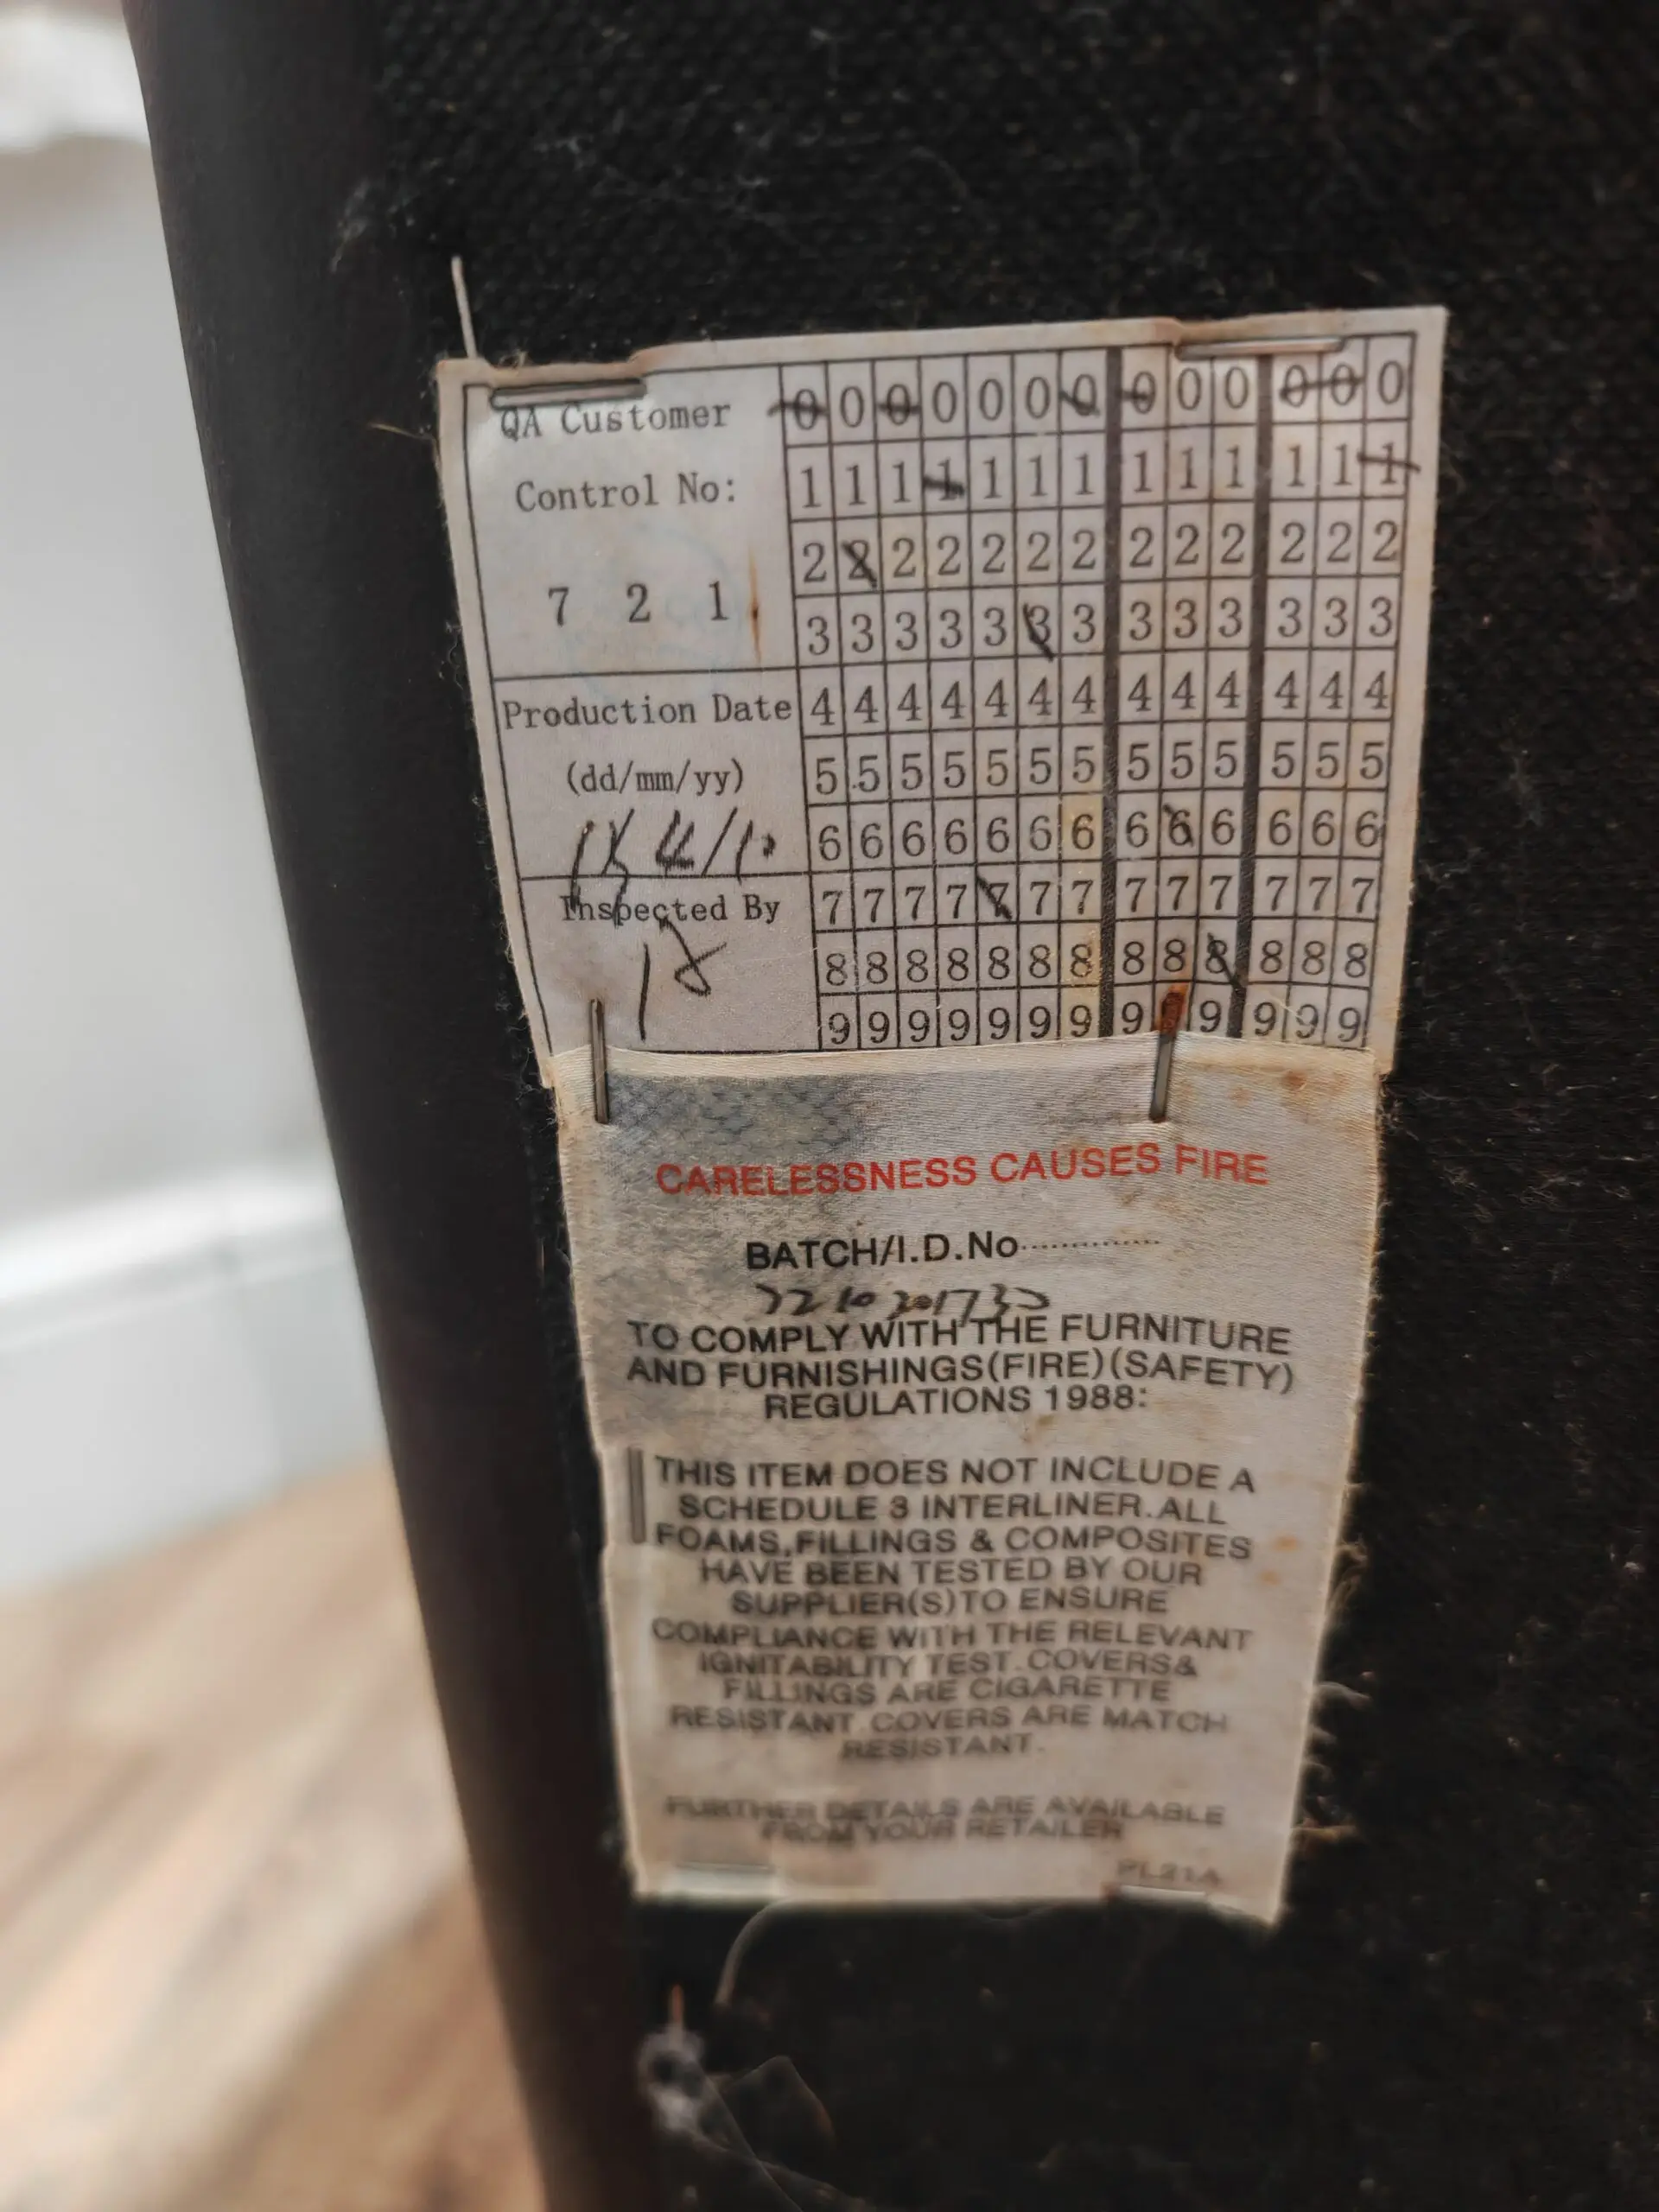 QA Customer
Control No:
7 2 1
Production Date
(dd/mm/yy)
Inspected By
18
0 0 0 0 0 0 0 0 0 0 0 0 0
1 1 1 1 1 1 1 1 1 1 1 1 1
2 2 2 2 2 2 2 2 2 2 2 2 2
3 3 3 3 3 3 3 3 3 3 3 3 3
4 4 4 4 4 4 4 4 4 4 4 4 4
5 5 5 5 5 5 5 5 5 5 5 5 5
6 6 6 6 6 6 6 6 6 6 6 6 6
7 7 7 7 7 7 7 7 7 7 7 7 7
8 8 8 8 8 8 8 8 8 8 8 8 8
9 9 9 9 9 9 9 9 9 9 9 9 9
CARELESSNESS CAUSES FIRE
BATCH/I.D.No..............
TO COMPLY WITH THE FURNITURE
AND FURNISHINGS(FIRE)(SAFETY)
REGULATIONS 1988:
THIS ITEM DOES NOT INCLUDE A
SCHEDULE 3 INTERLINER.ALL
FOAMS,FILLINGS & COMPOSITES
HAVE BEEN TESTED BY OUR
SUPPLIER(S)TO ENSURE
COMPLIANCE WITH THE RELEVANT
IGNITABILITY TEST.COVERS&
FILLINGS ARE CIGARETTE
RESISTANT.COVERS ARE MATCH
RESISTANT.
FURTHER DETAILS ARE AVAILABLE
FROM YOUR RETAILER
PL21A